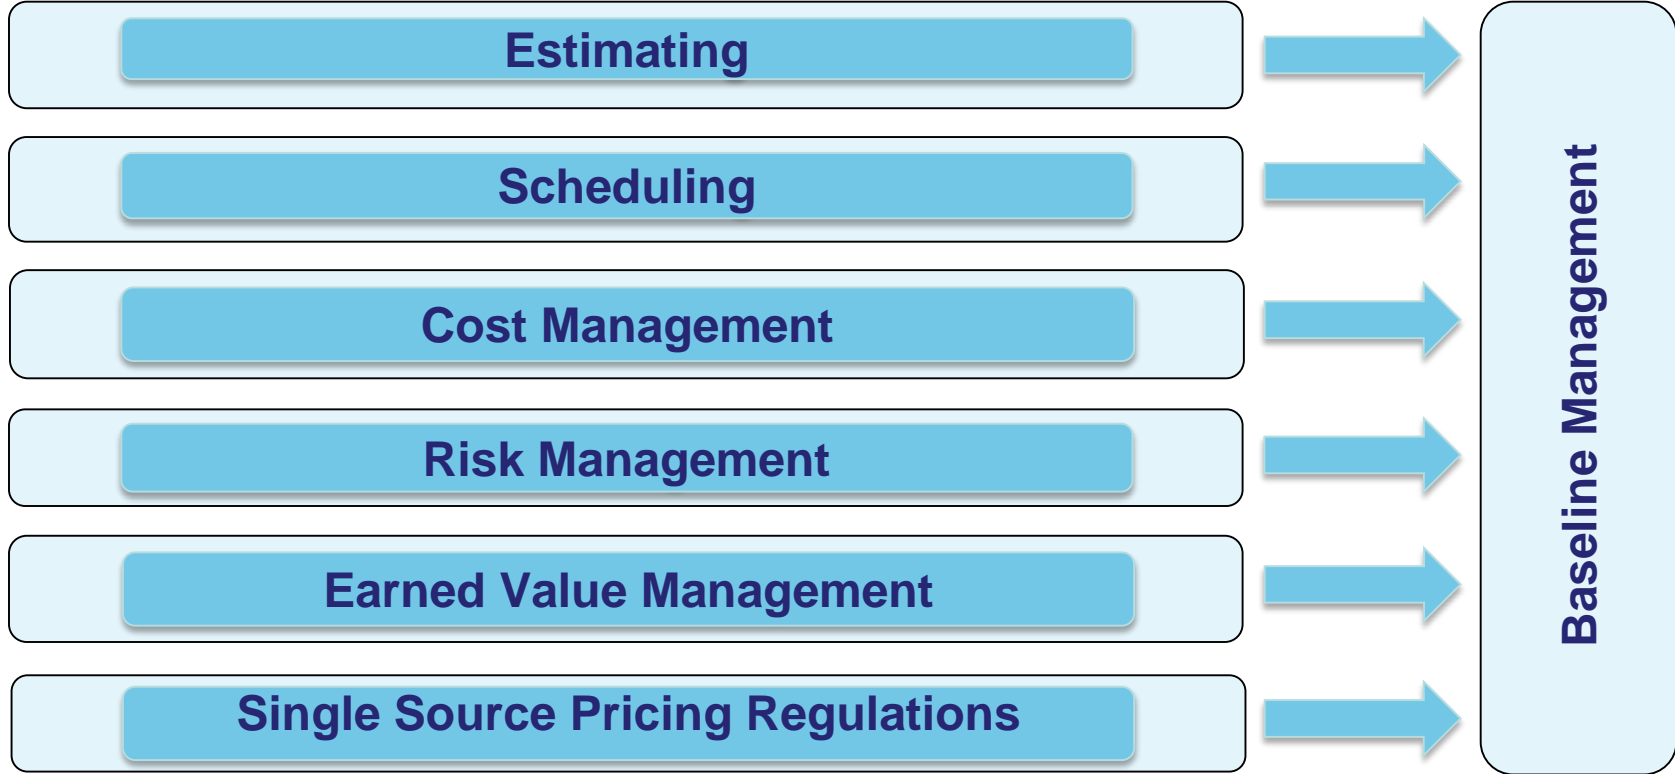 Estimating
Scheduling
Cost Management
Risk Management
Earned Value Management
Single Source Pricing Regulations
Baseline Management